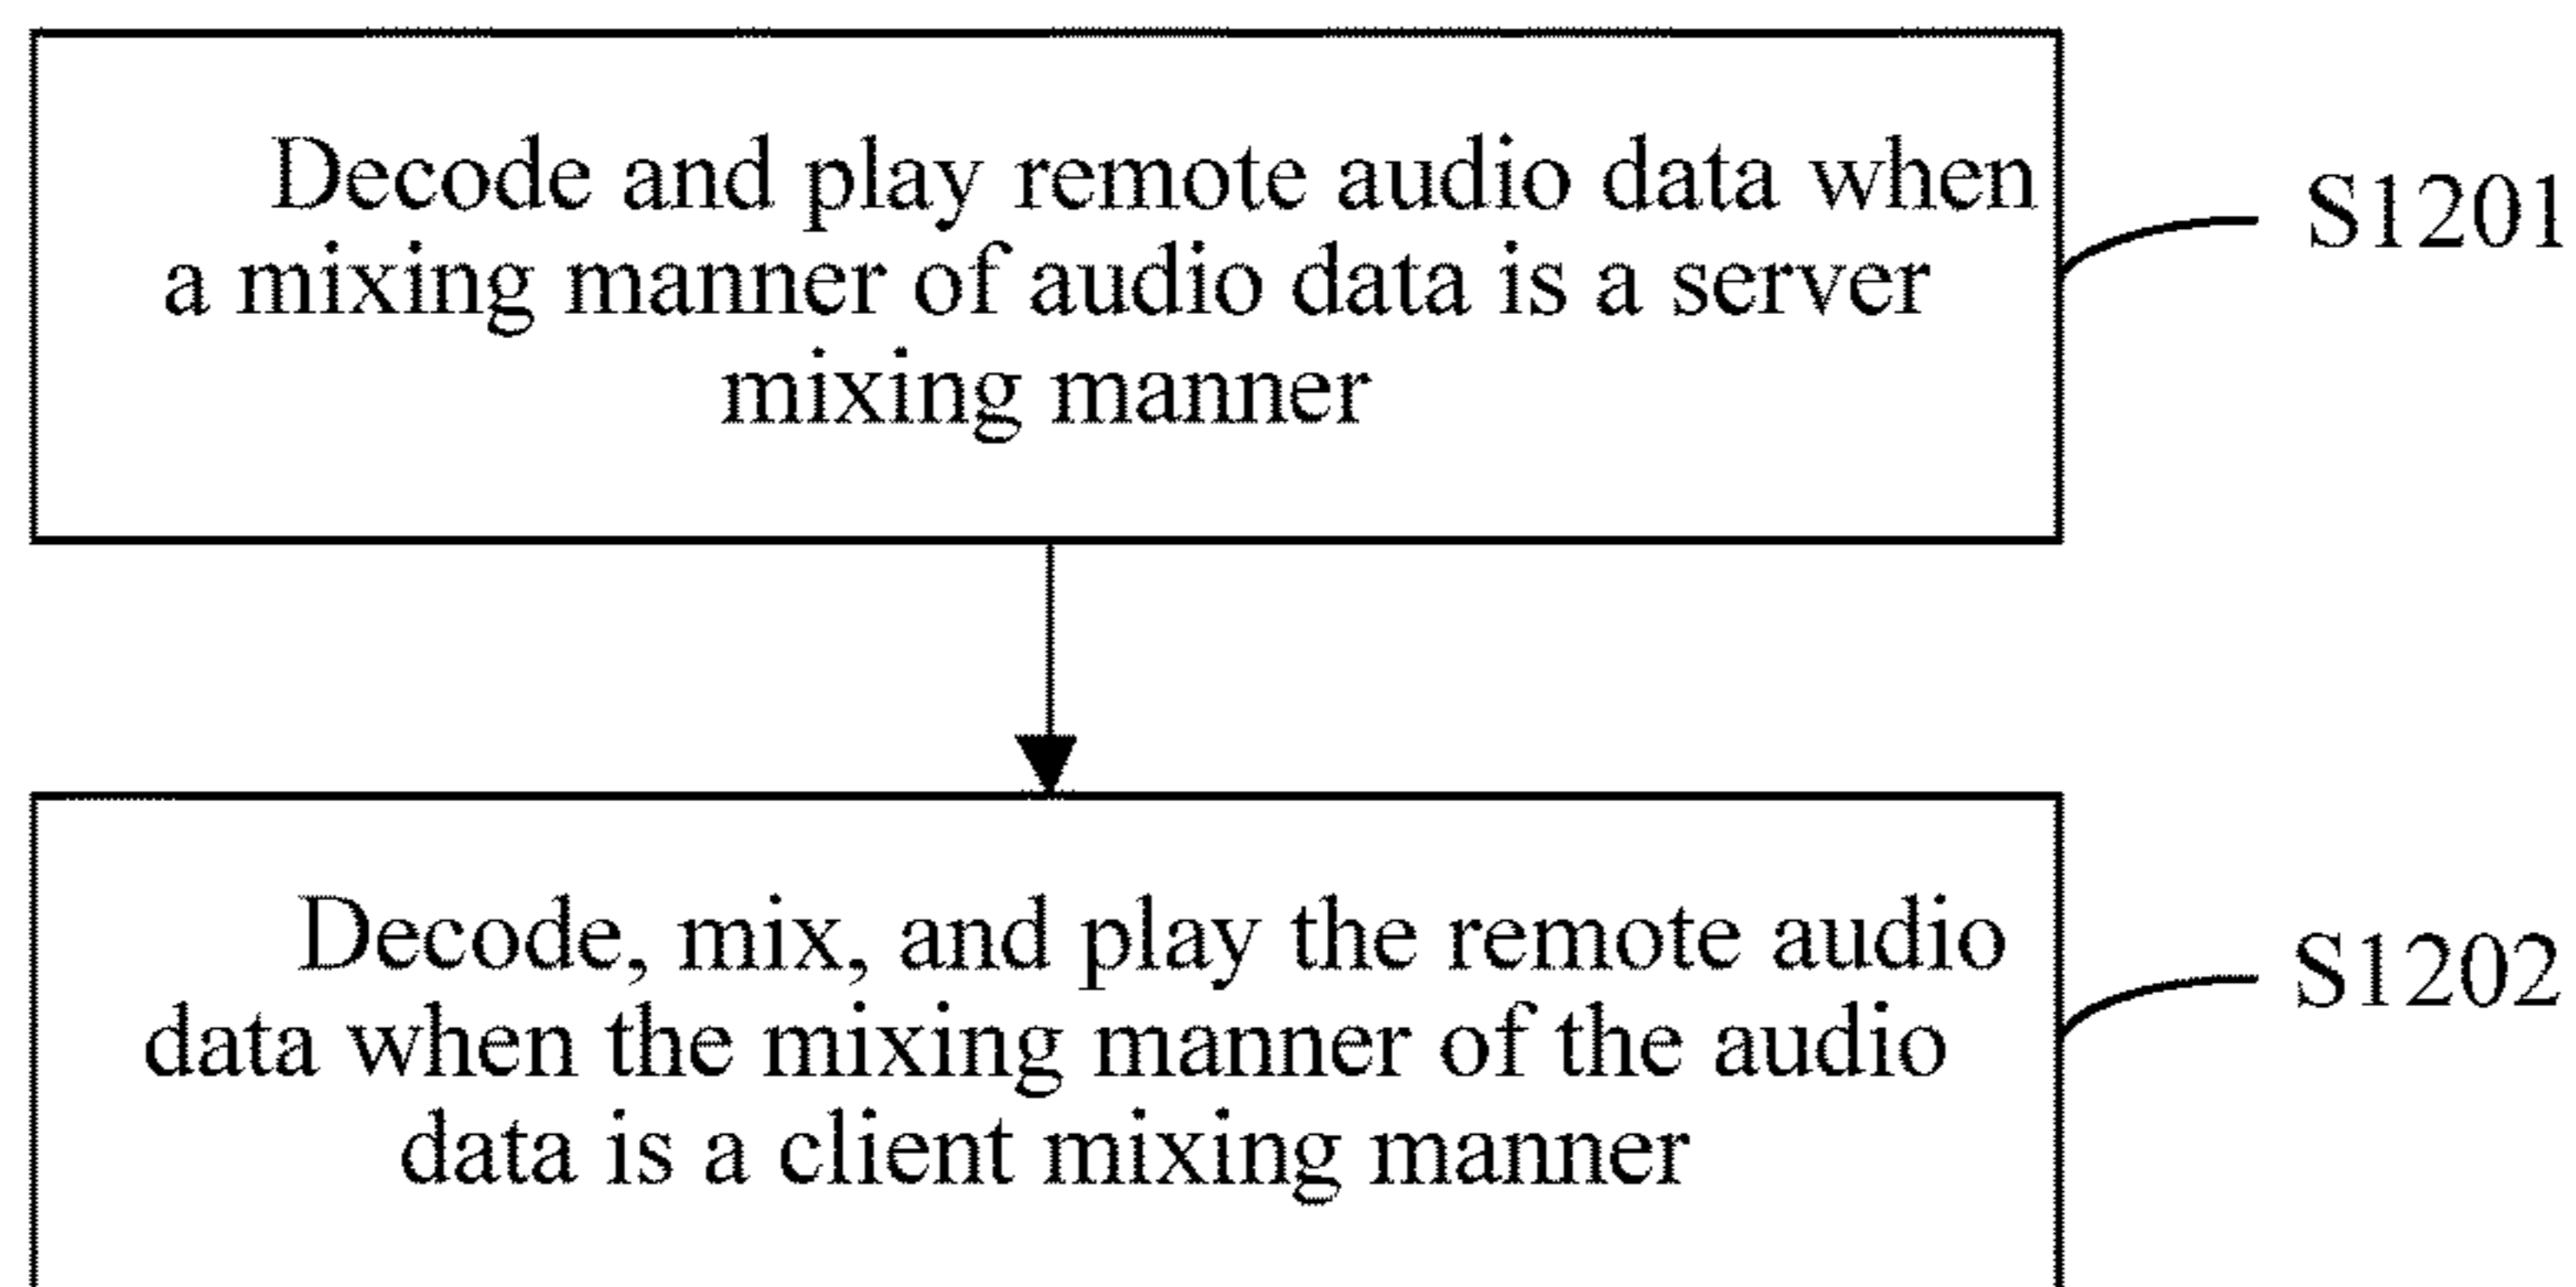 Decode and play remote audio data when
a mixing manner of audio data is a server
mixing manner
S1201
Decode, mix, and play the remote audio
data when the mixing manner of the audio
data is a client mixing manner
S1202